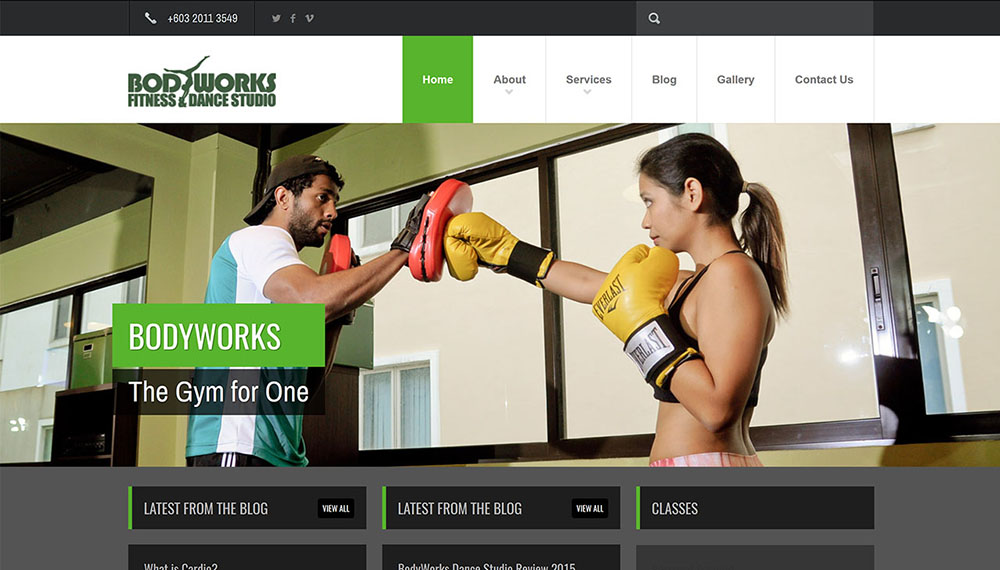 +603 2011 3549
BODYWORKS
FITNESS & DANCE STUDIO
Home
About
Services
Blog
Gallery
Contact Us
EVERLAST
EVERLAST
BODYWORKS
The Gym for One
LATEST FROM THE BLOG
VIEW ALL
LATEST FROM THE BLOG
VIEW ALL
CLASSES
What is Cardio?
BodyWorks Dance Studio Review 2015